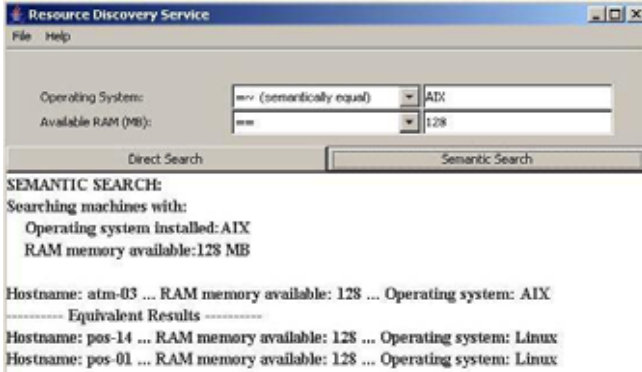 Resource Discovery Service
File Help
Operating System: =~ (semantically equal) AIX
Available RAM (MB): == 128
Direct Search Semantic Search
SEMANTIC SEARCH:
Searching machines with:
Operating system installed:AIX
RAM memory available:128 MB
Hostname: atm-03 ... RAM memory available: 128 ... Operating system: AIX
---------- Equivalent Results ----------
Hostname: pos-14 ... RAM memory available: 128 ... Operating system: Linux
Hostname: pos-01 ... RAM memory available: 128 ... Operating system: Linux